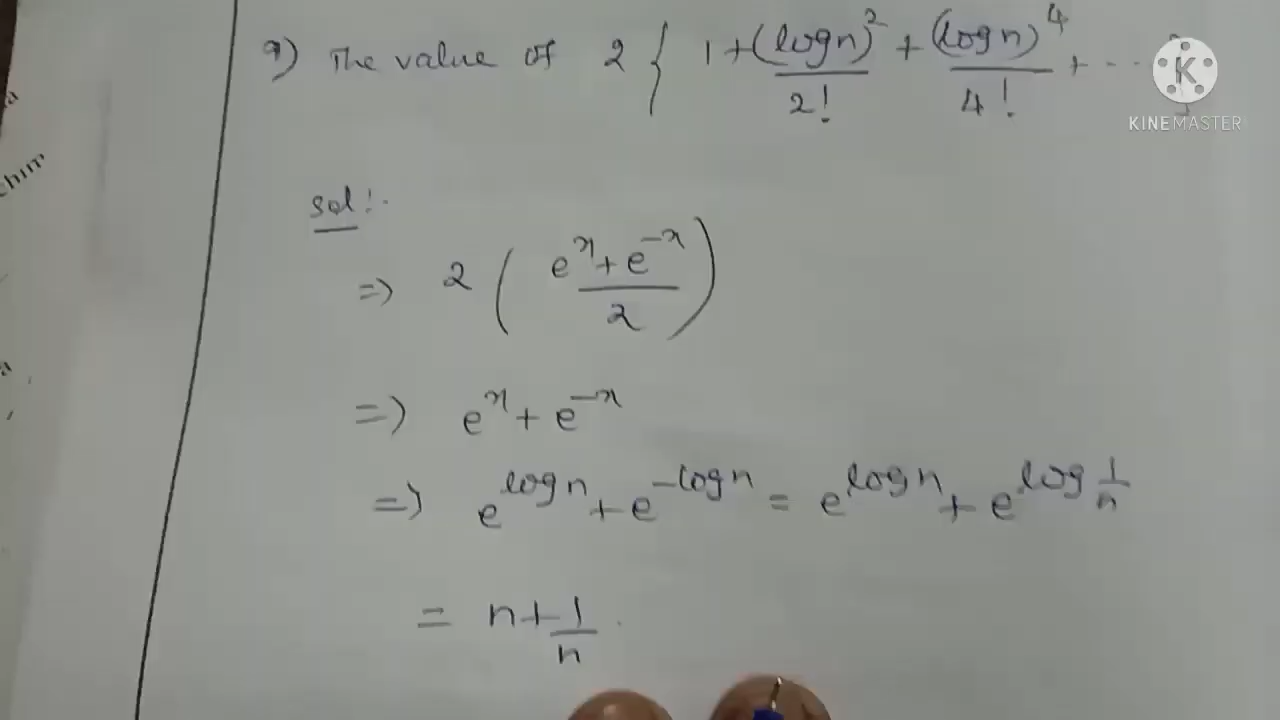 9) The value of 2 { 1 + (log n)^2/2! + (log n)^4/4! + ...
KINEMASTER
sol:-
=> 2 ( (e^x + e^-x)/2 )
=> e^x + e^-x
=> e^log n + e^-log n = e^log n + e^log 1/n
= n + 1/n